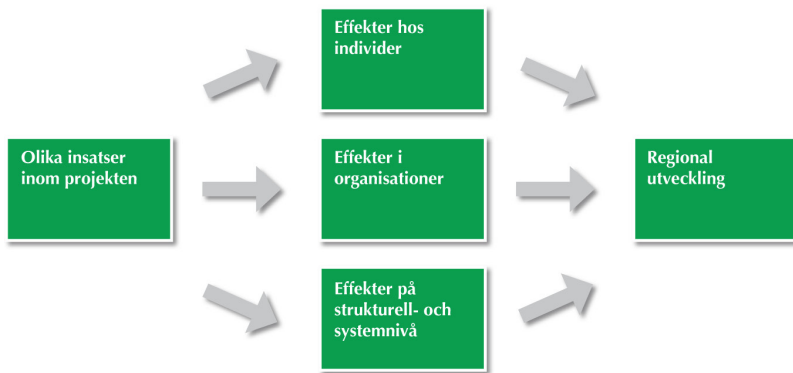 Effekter hos
individer
Olika insatser
inom projekten
Effekter i
organisationer
Regional
utveckling
Effekter på
strukturell- och
systemnivå